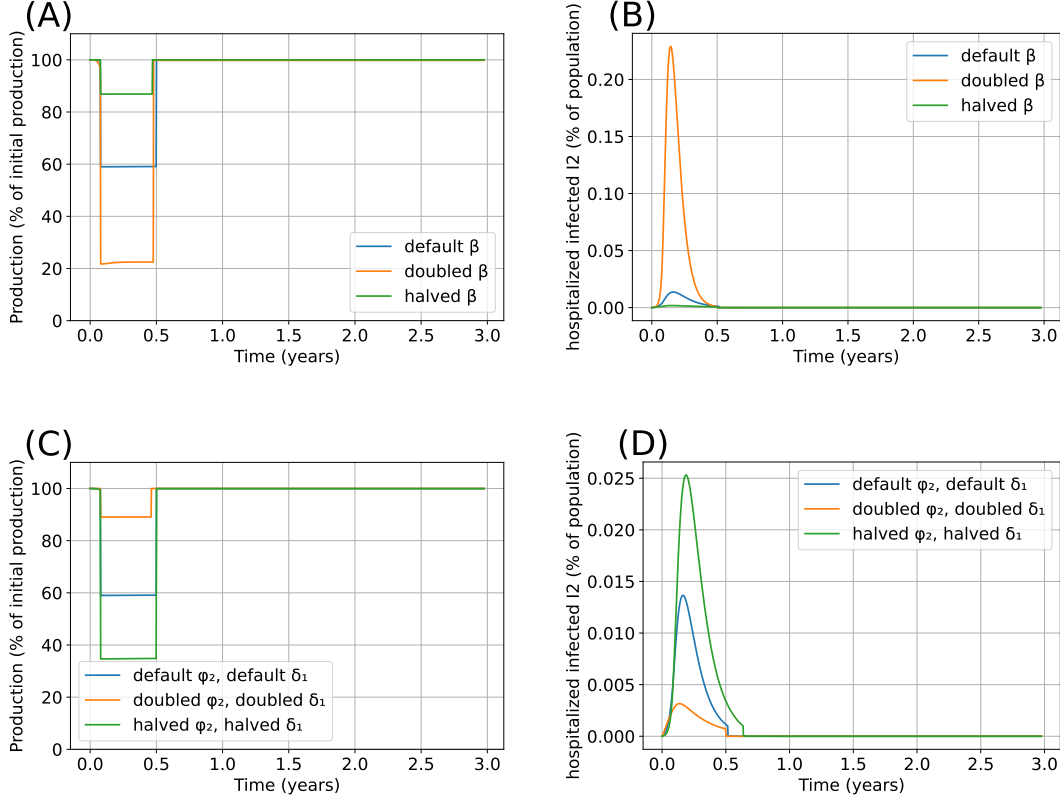 (A)
Production (% of initial production)
100
80
60
40
20
0
0.0 0.5 1.0 1.5 2.0 2.5 3.0
Time (years)
default β
doubled β
halved β
(B)
hospitalized infected I2 (% of population)
0.20
0.15
0.10
0.05
0.00
0.0 0.5 1.0 1.5 2.0 2.5 3.0
Time (years)
default β
doubled β
halved β
(C)
Production (% of initial production)
100
80
60
40
20
0
0.0 0.5 1.0 1.5 2.0 2.5 3.0
Time (years)
default φ₂, default δ₁
doubled φ₂, doubled δ₁
halved φ₂, halved δ₁
(D)
hospitalized infected I2 (% of population)
0.025
0.020
0.015
0.010
0.005
0.000
0.0 0.5 1.0 1.5 2.0 2.5 3.0
Time (years)
default φ₂, default δ₁
doubled φ₂, doubled δ₁
halved φ₂, halved δ₁